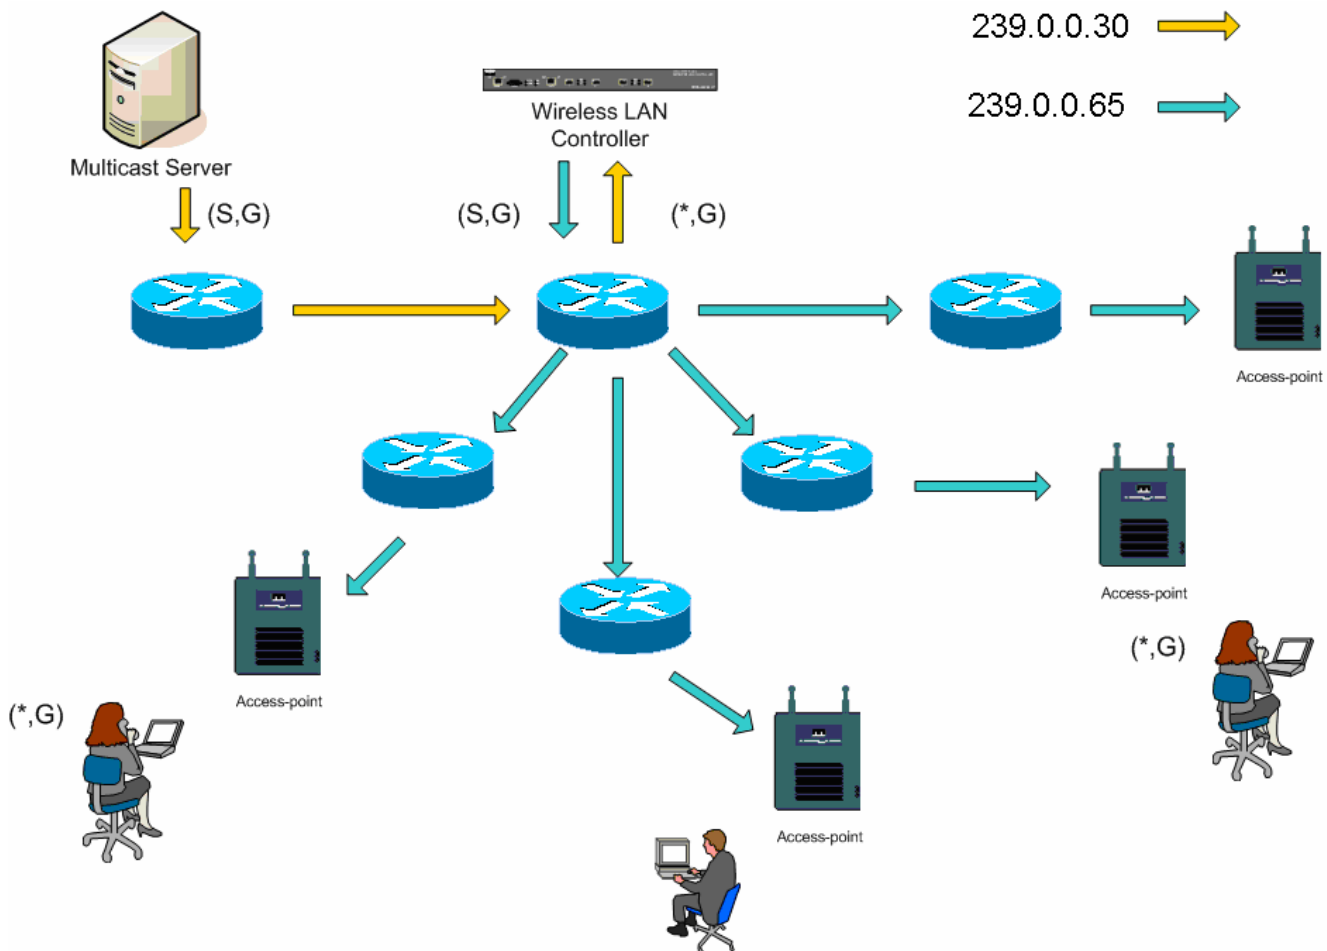 239.0.0.30
239.0.0.65
Wireless LAN
Controller
Multicast Server
(S,G)
(S,G)
(*,G)
Access-point
Access-point
(*,G)
Access-point
(*,G)
Access-point